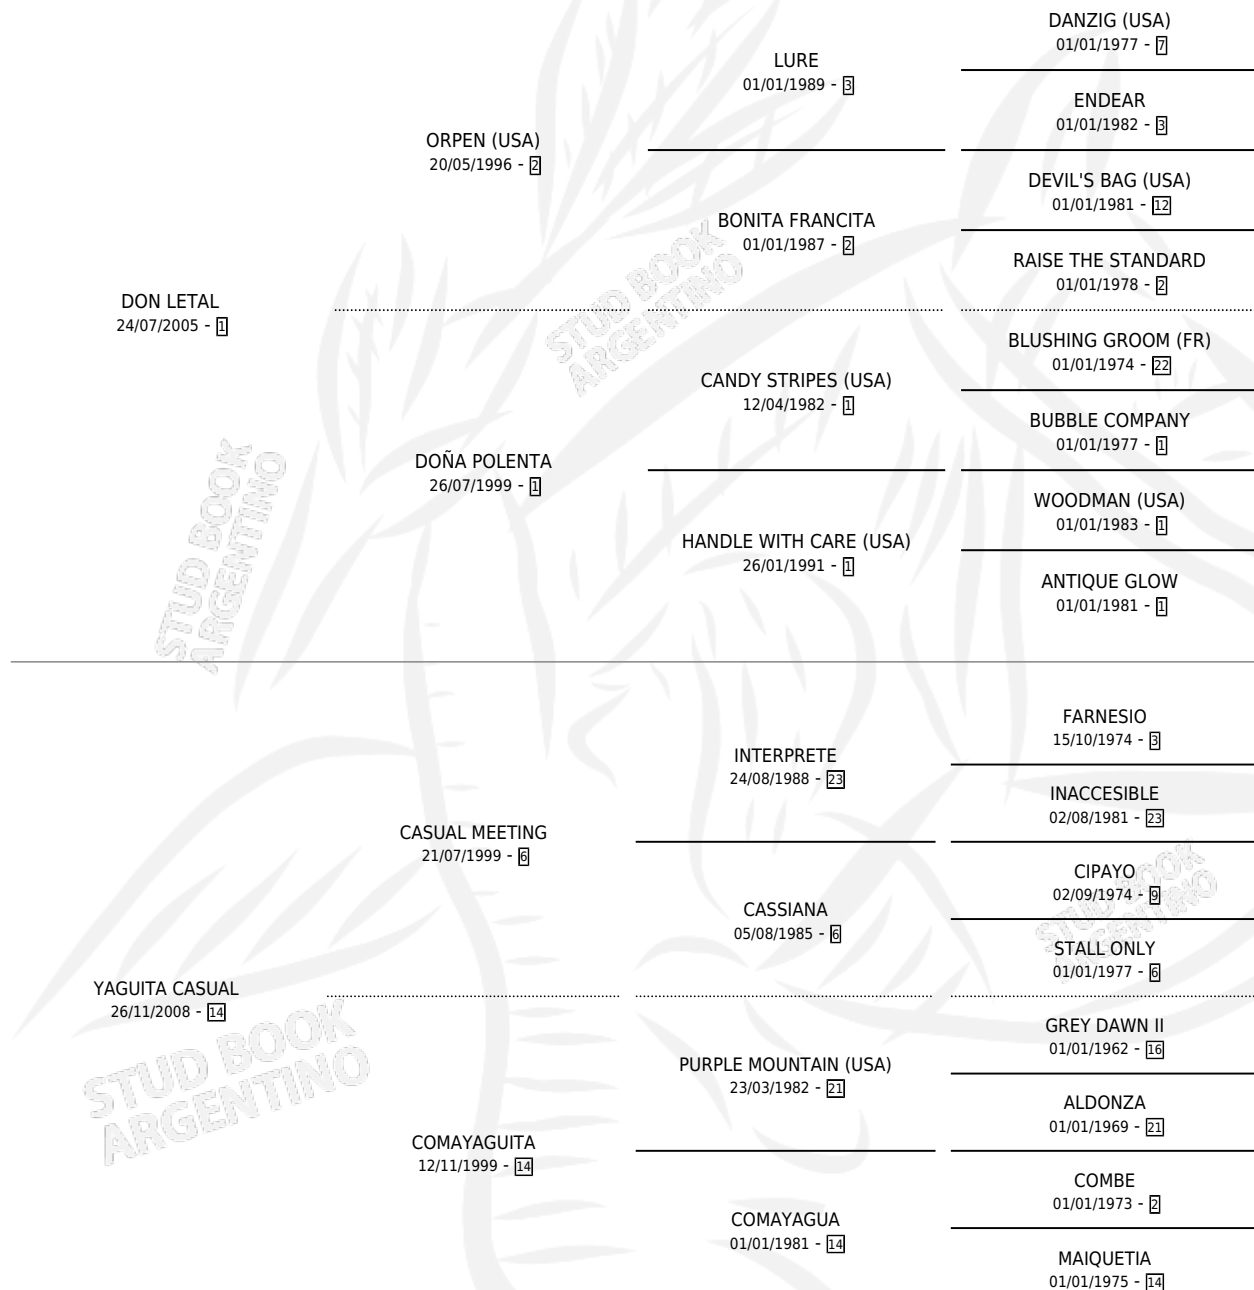 DANZIG (USA)
01/01/1977 - 7
LURE
01/01/1989 - 3
ENDEAR
01/01/1982 - 3
ORPEN (USA)
20/05/1996 - 2
DEVIL'S BAG (USA)
01/01/1981 - 12
BONITA FRANCITA
01/01/1987 - 2
RAISE THE STANDARD
01/01/1978 - 2
DON LETAL
24/07/2005 - 1
BLUSHING GROOM (FR)
01/01/1974 - 22
CANDY STRIPES (USA)
12/04/1982 - 1
BUBBLE COMPANY
01/01/1977 - 1
DOÑA POLENTA
26/07/1999 - 1
WOODMAN (USA)
01/01/1983 - 1
HANDLE WITH CARE (USA)
26/01/1991 - 1
ANTIQUE GLOW
01/01/1981 - 1
FARNESIO
15/10/1974 - 3
INTERPRETE
24/08/1988 - 23
INACCESIBLE
02/08/1981 - 23
CASUAL MEETING
21/07/1999 - 6
CIPAYO
02/09/1974 - 9
CASSIANA
05/08/1985 - 6
STALL ONLY
01/01/1977 - 6
YAGUITA CASUAL
26/11/2008 - 14
GREY DAWN II
01/01/1962 - 16
PURPLE MOUNTAIN (USA)
23/03/1982 - 21
ALDONZA
01/01/1969 - 21
COMAYAGUITA
12/11/1999 - 14
COMBE
01/01/1973 - 2
COMAYAGUA
01/01/1981 - 14
MAIQUETIA
01/01/1975 - 14
STUD BOOK
ARGENTINO
STUD BOOK
ARGENTINO
STUD BOOK
ARGENTINO
STUD BOOK
ARGENTINO